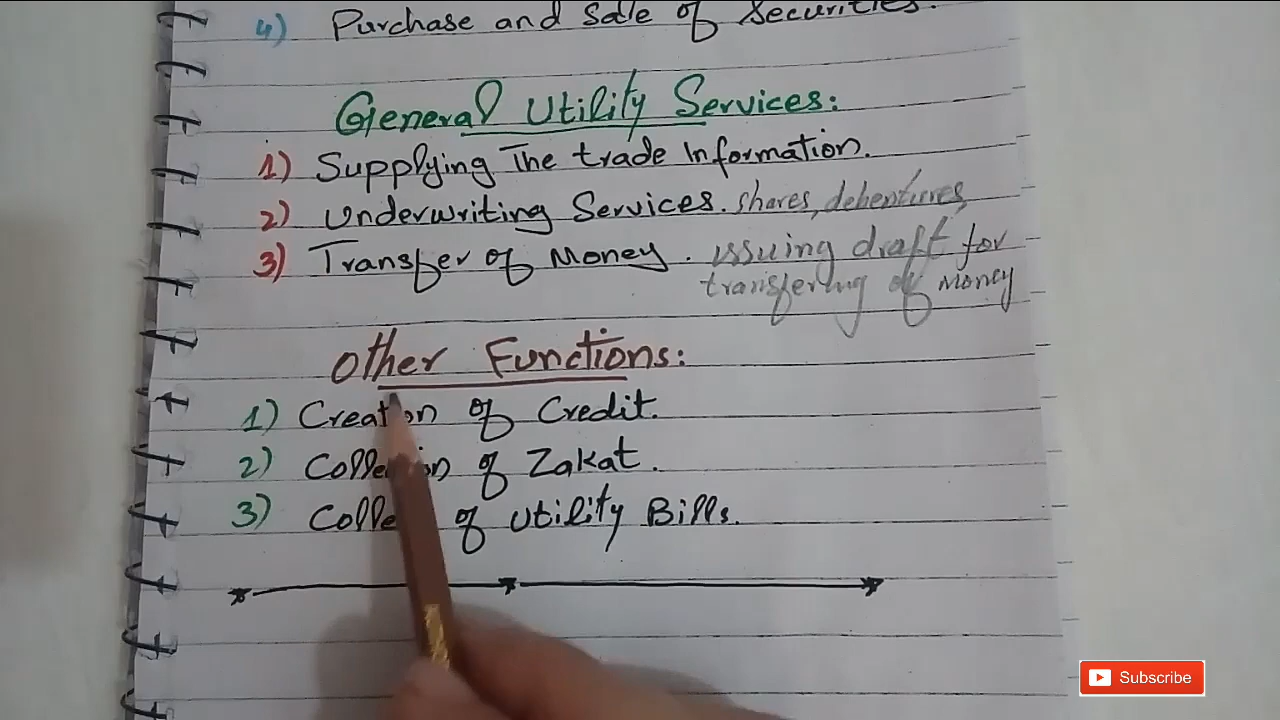 4) Purchase and Sale of Securities.
General Utility Services:
1) Supplying The trade Information.
2) Underwriting Services. shares, debentures,
3) Transfer of Money. issuing draft for
transfering of Money
Other Functions:
1) Creation of Credit.
2) Collection of Zakat.
3) Colle of Utility Bills.
Subscribe